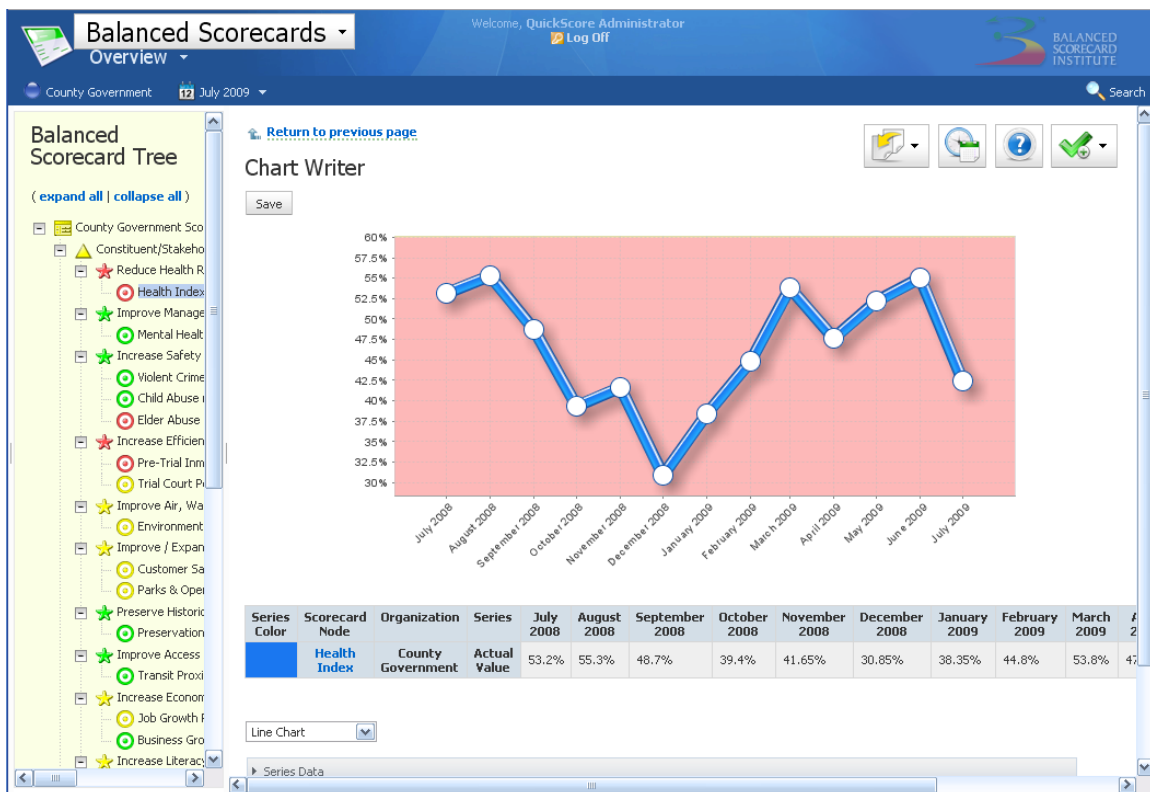 Balanced Scorecards
Overview
Welcome, QuickScore Administrator
Log Off
BALANCED
SCORECARD
INSTITUTE
County Government
12 July 2009
Search
Balanced
Scorecard Tree
( expand all | collapse all )
County Government Sco
Constituent/Stakeho
Reduce Health R
Health Index
Improve Manage
Mental Healt
Increase Safety
Violent Crime
Child Abuse
Elder Abuse
Increase Efficien
Pre-Trial Inm
Trial Court P
Improve Air, Wa
Environment
Improve / Expan
Customer Sa
Parks & Ope
Preserve Historic
Preservation
Improve Access
Transit Proxi
Increase Econom
Job Growth
Business Gro
Increase Literacy
Return to previous page
Chart Writer
Save
60%
57.5%
55%
52.5%
50%
47.5%
45%
42.5%
40%
37.5%
35%
32.5%
30%
July 2008
August 2008
September 2008
October 2008
November 2008
December 2008
January 2009
February 2009
March 2009
April 2009
May 2009
June 2009
July 2009
Series Color Scorecard Node Organization Series July 2008 August 2008 September 2008 October 2008 November 2008 December 2008 January 2009 February 2009 March 2009
Health Index County Government Actual Value 53.2% 55.3% 48.7% 39.4% 41.65% 30.85% 38.35% 44.8% 53.8% 47
Line Chart
Series Data